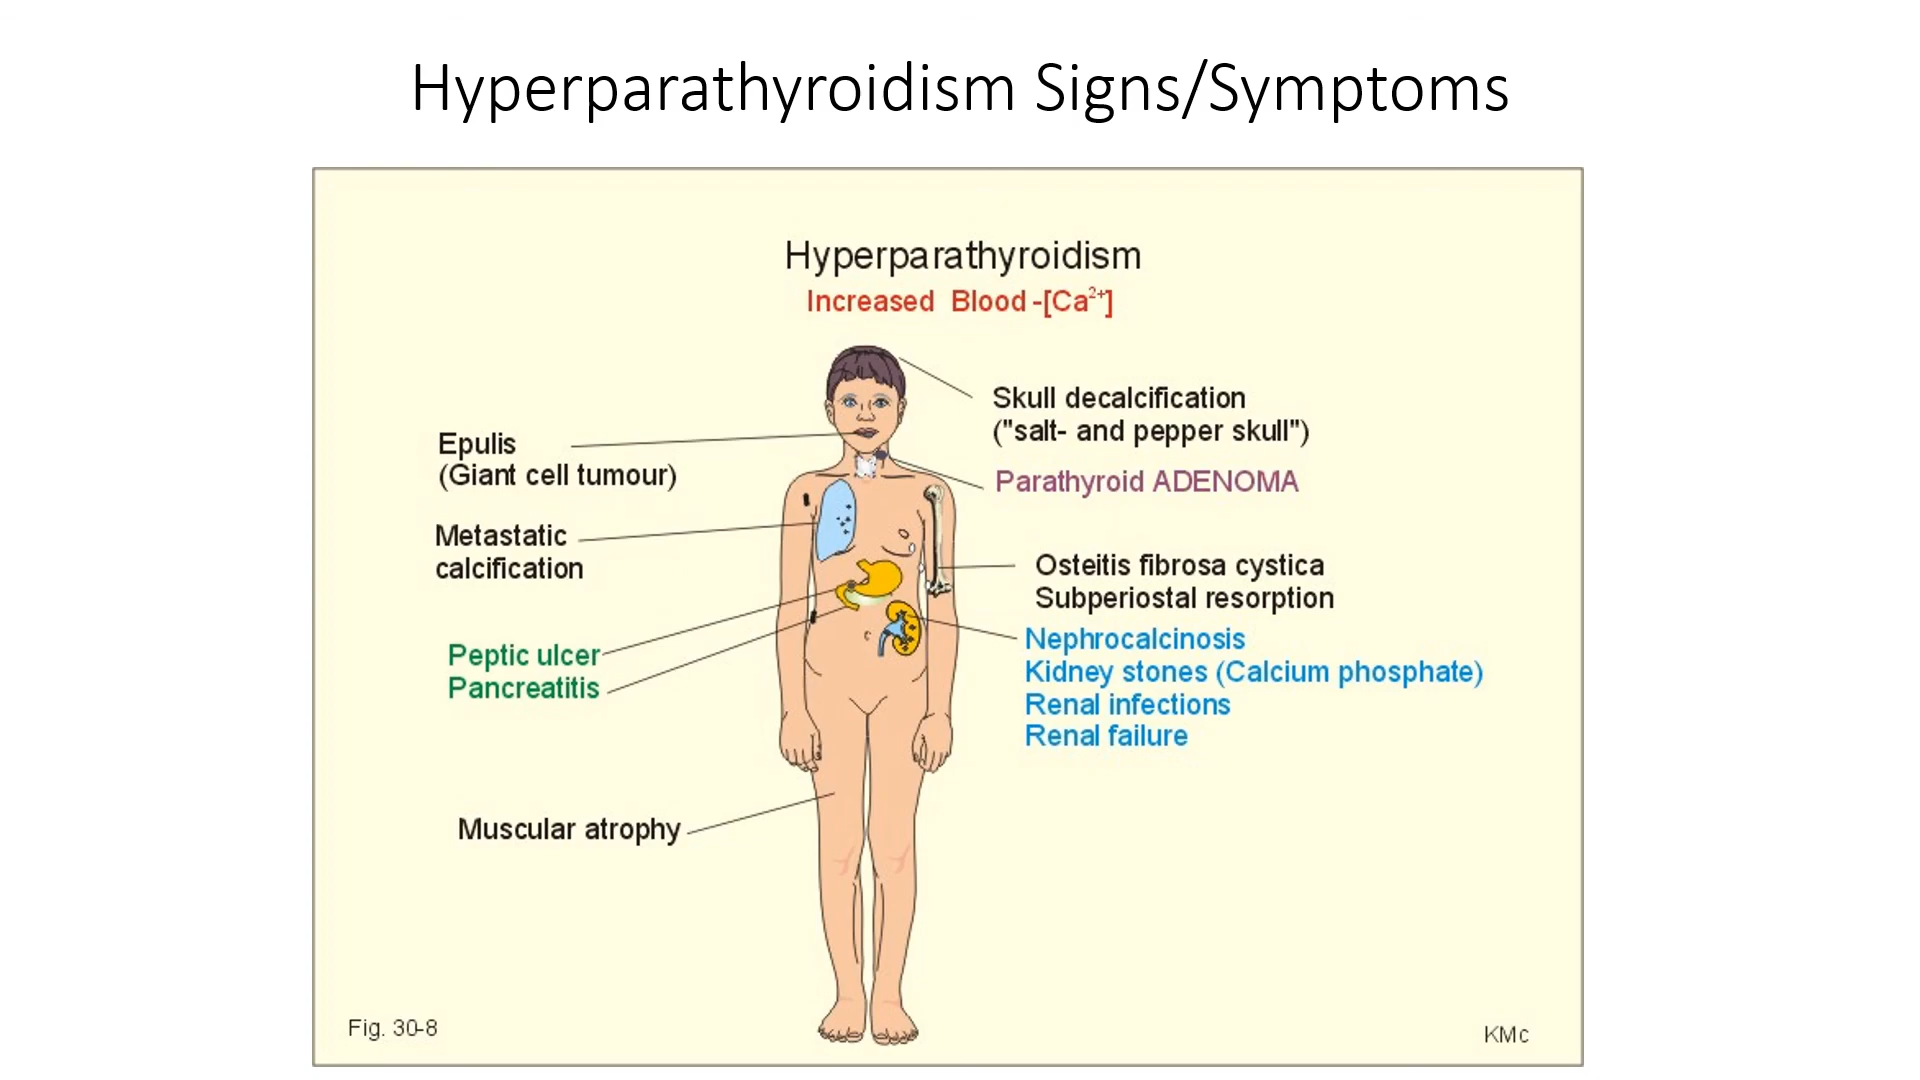 Hyperparathyroidism Signs/Symptoms
Hyperparathyroidism
Increased Blood -[Ca²⁺]
Skull decalcification
("salt- and pepper skull")
Epulis
(Giant cell tumour)
Parathyroid ADENOMA
Metastatic
calcification
Osteitis fibrosa cystica
Subperiostal resorption
Peptic ulcer
Pancreatitis
Nephrocalcinosis
Kidney stones (Calcium phosphate)
Renal infections
Renal failure
Muscular atrophy
Fig. 30-8
KMc